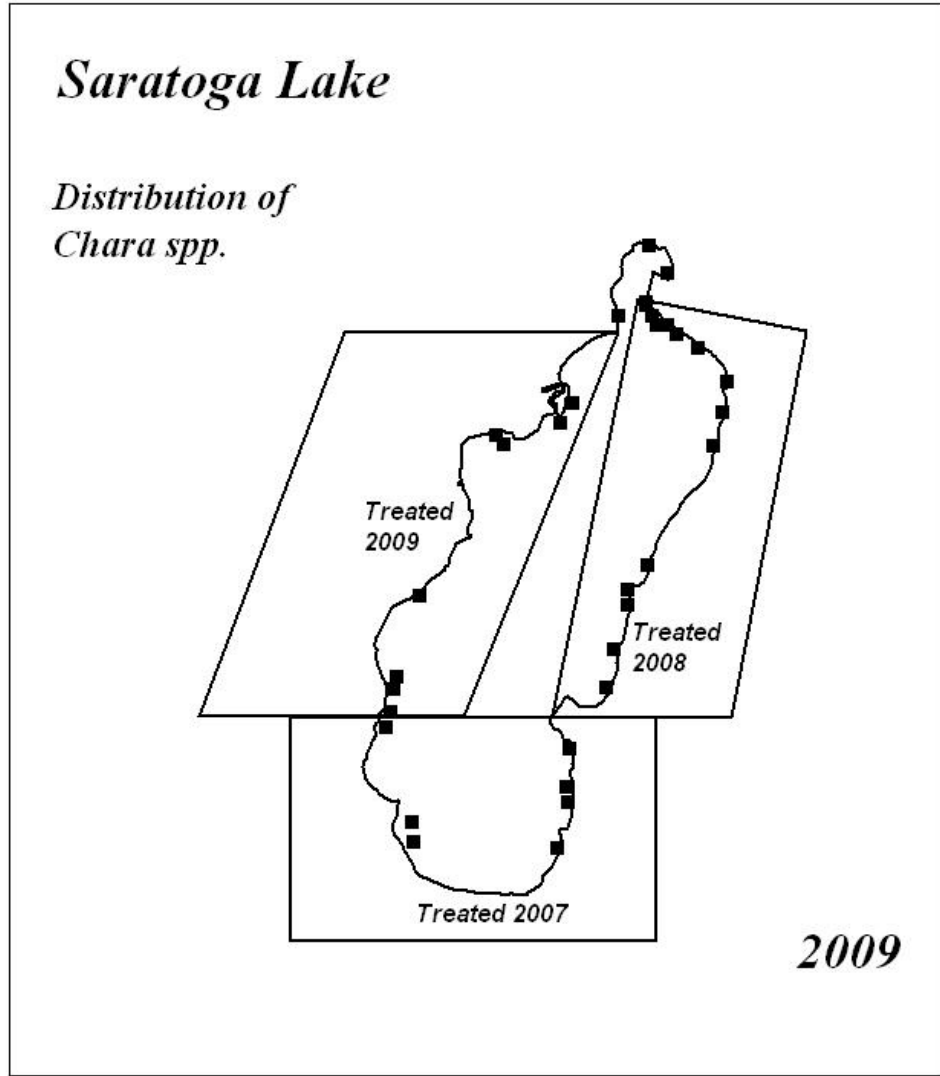 Saratoga Lake
Distribution of
Chara spp.
Treated
2009
Treated
2008
Treated 2007
2009